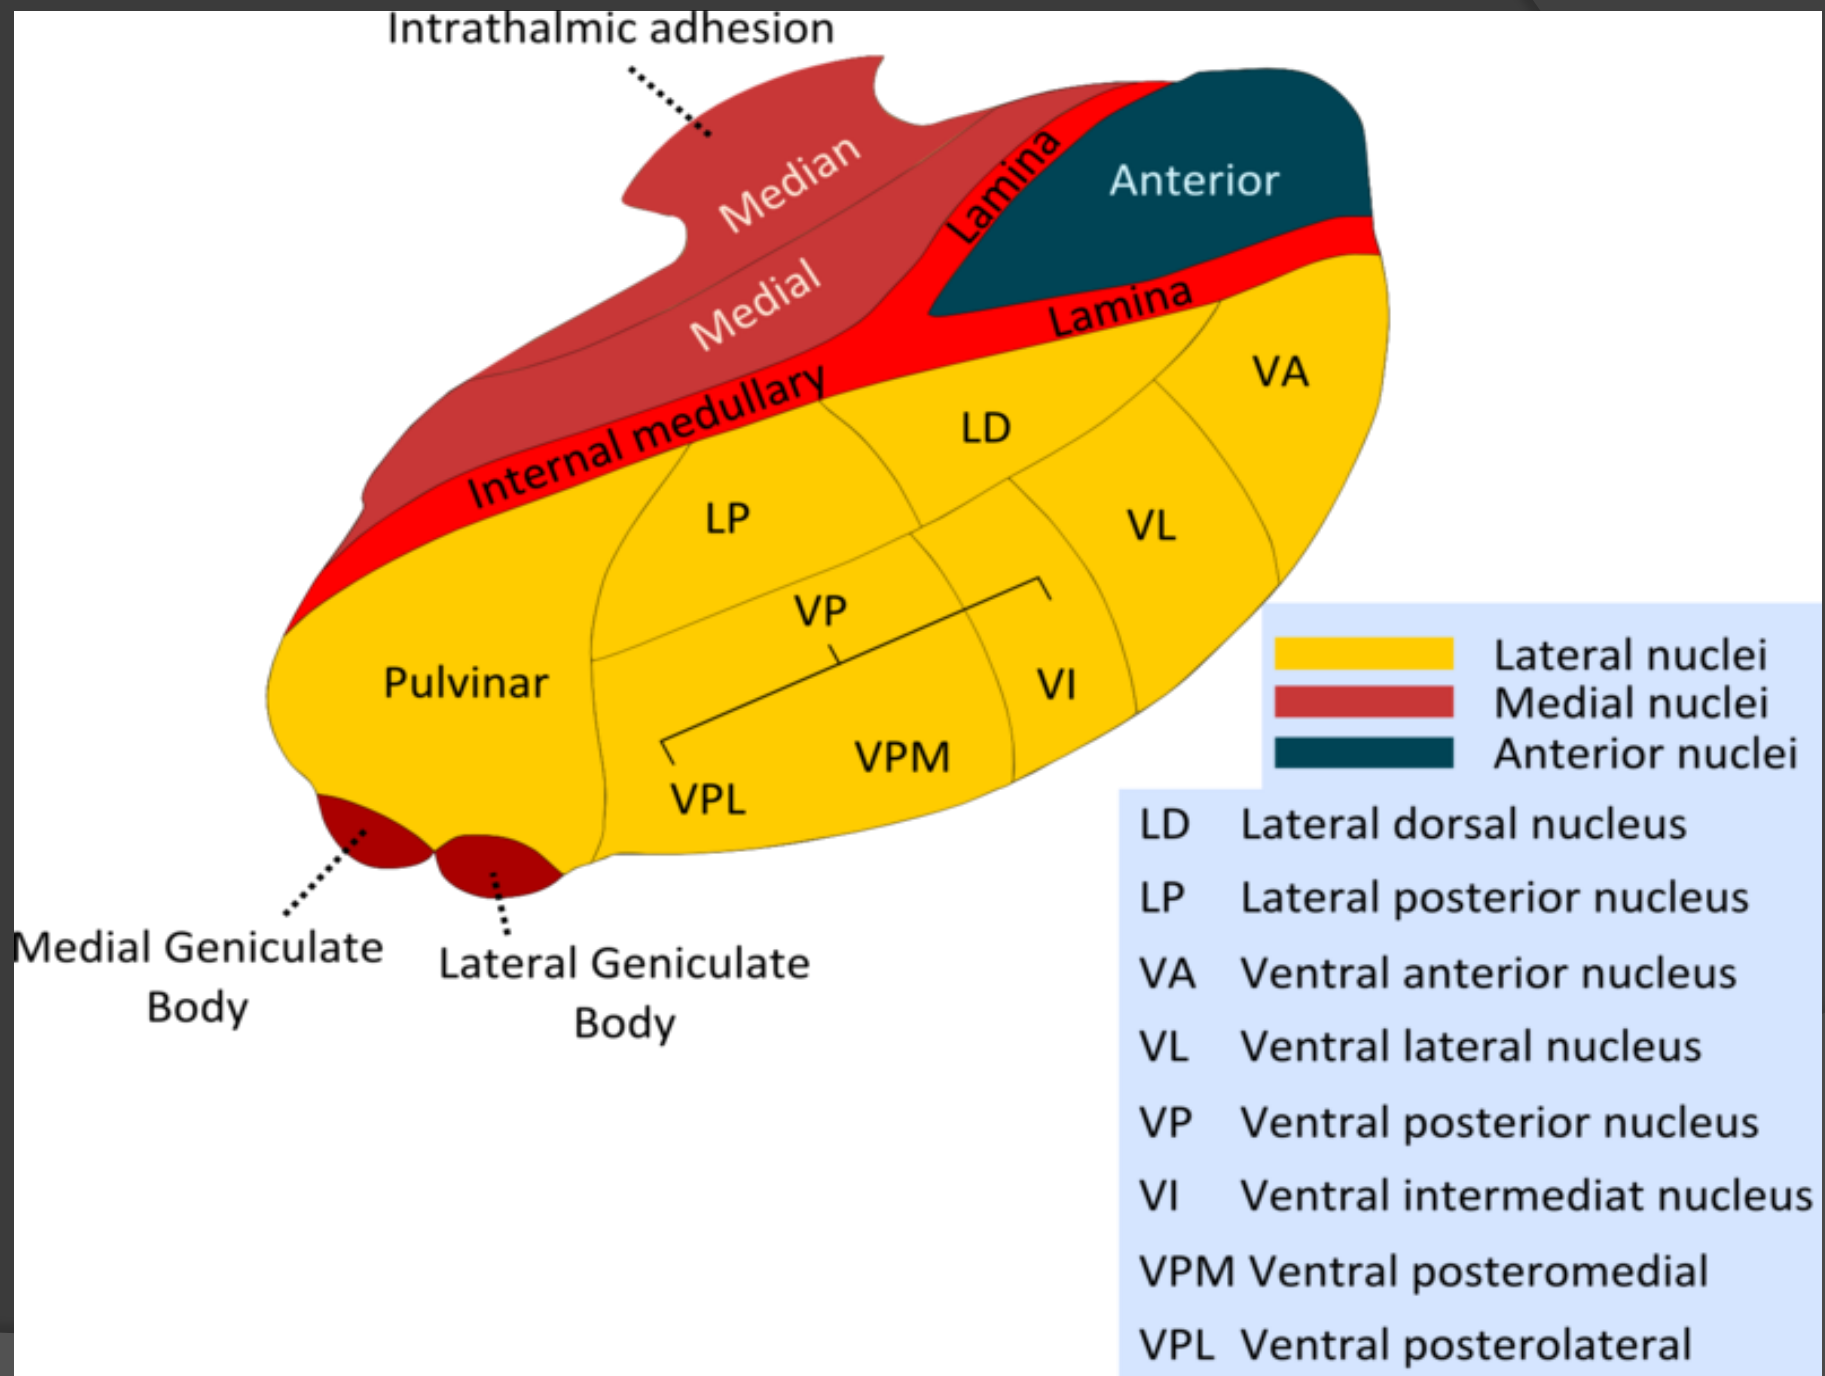 Intrathalmic adhesion
Median
Lamina
Anterior
Medial
Lamina
Internal medullary
VA
LD
LP
VL
VP
Pulvinar
VI
VPM
VPL
Medial Geniculate
Body
Lateral Geniculate
Body
Lateral nuclei
Medial nuclei
Anterior nuclei
LD Lateral dorsal nucleus
LP Lateral posterior nucleus
VA Ventral anterior nucleus
VL Ventral lateral nucleus
VP Ventral posterior nucleus
VI Ventral intermediat nucleus
VPM Ventral posteromedial
VPL Ventral posterolateral